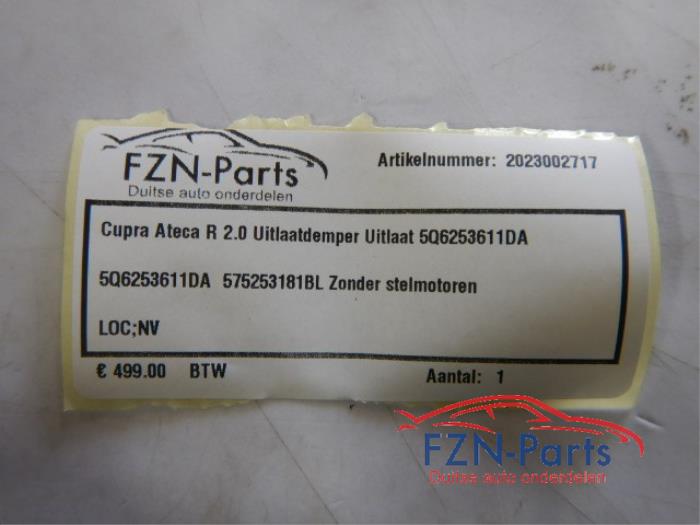 FZN-Parts
Duitse auto onderdelen
Artikelnummer: 2023002717
Cupra Ateca R 2.0 Uitlaatdemper Uitlaat 5Q6253611DA
5Q6253611DA 575253181BL Zonder stelmotoren
LOC;NV
€ 499.00 BTW
Aantal: 1
FZN-Parts
Duitse auto onderdelen